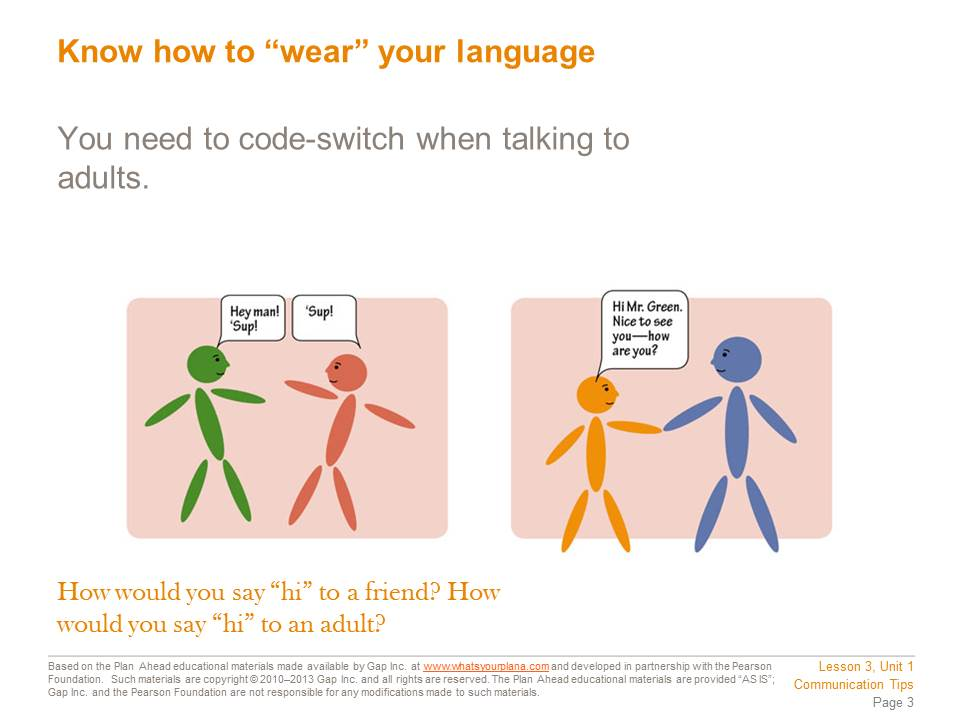 Know how to “wear” your language
You need to code-switch when talking to
adults.
Hey man!
‘Sup!
‘Sup!
Hi Mr. Green.
Nice to see
you—how
are you?
How would you say “hi” to a friend? How
would you say “hi” to an adult?
Based on the Plan Ahead educational materials made available by Gap Inc. at www.whatsyourplana.com and developed in partnership with the Pearson
Foundation. Such materials are copyright © 2010–2013 Gap Inc. and all rights are reserved. The Plan Ahead educational materials are provided “AS IS”;
Gap Inc. and the Pearson Foundation are not responsible for any modifications made to such materials.
Lesson 3, Unit 1
Communication Tips
Page 3